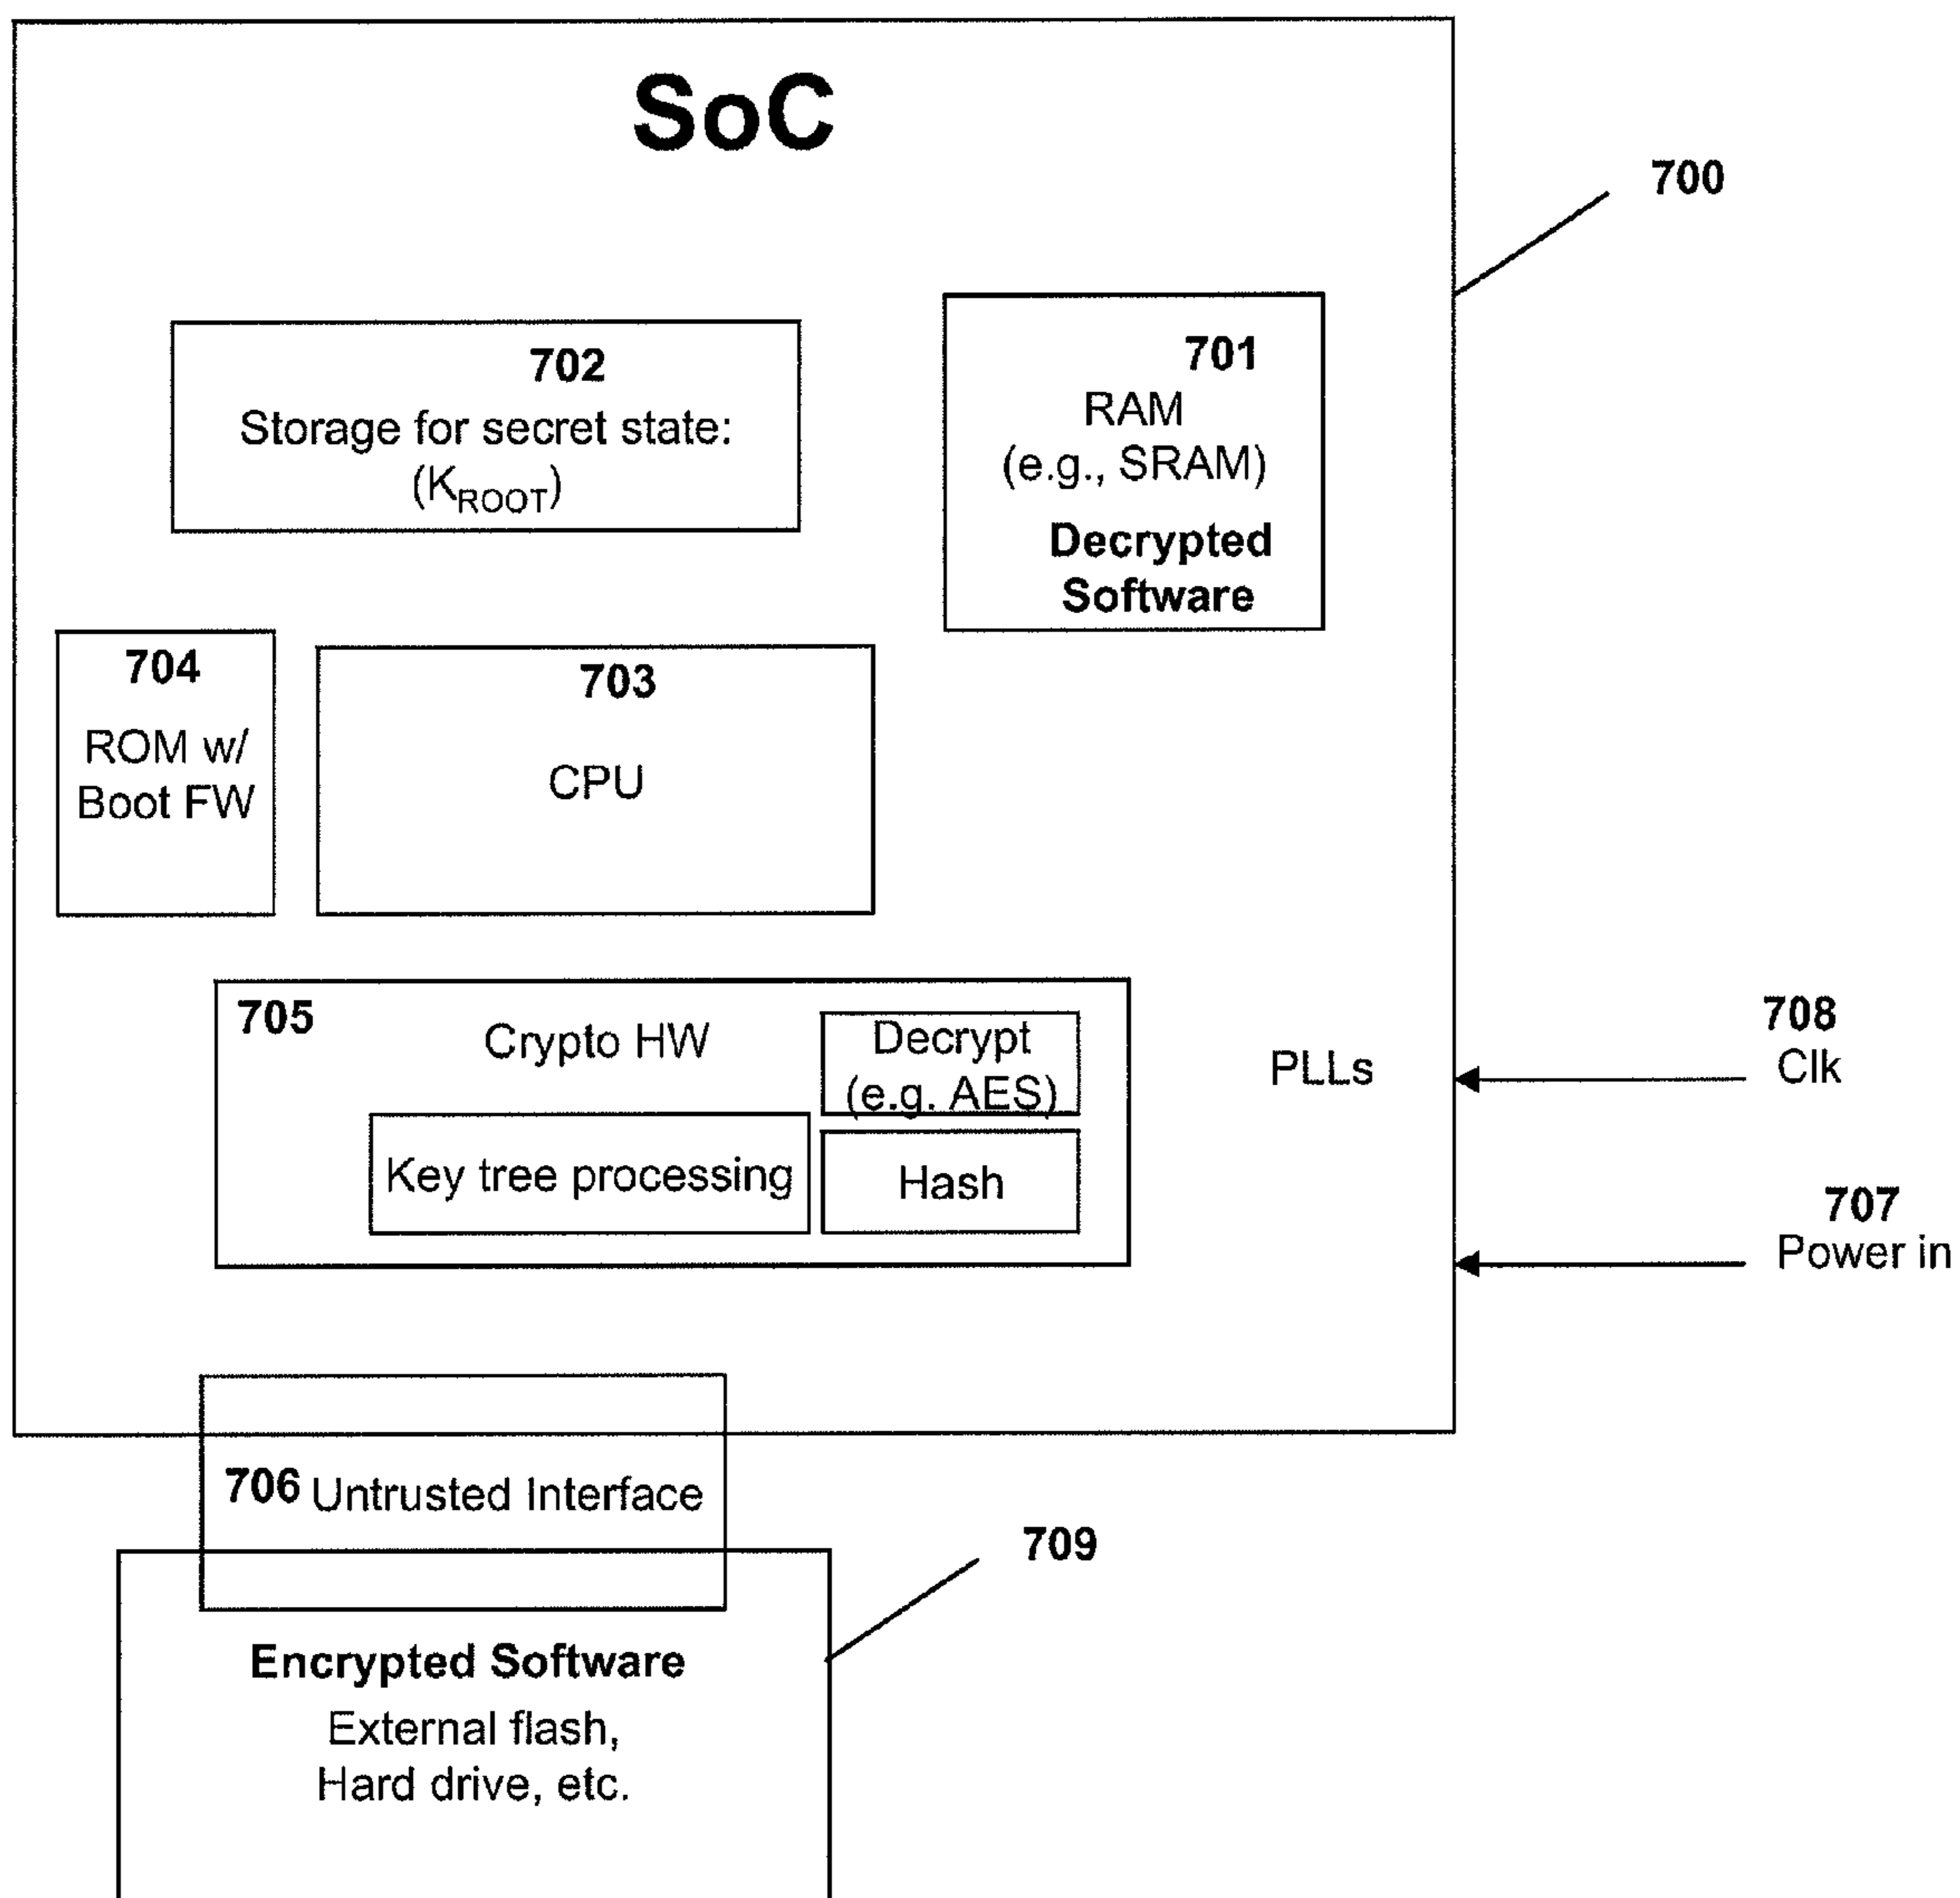 SoC
700
702
Storage for secret state:
(K_ROOT)
701
RAM
(e.g., SRAM)
Decrypted
Software
704
ROM w/
Boot FW
703
CPU
705
Crypto HW
Decrypt
(e.g. AES)
Key tree processing
Hash
PLLs
708
Clk
707
Power in
706 Untrusted Interface
709
Encrypted Software
External flash,
Hard drive, etc.